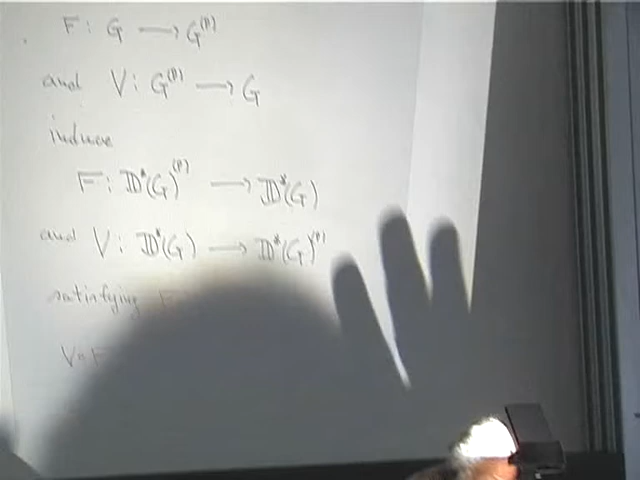 F: G → G^(p)
and V: G^(p) → G
induce
F: 𝔻*(G)^(p) → 𝔻*(G)
and V: 𝔻*(G) → 𝔻*(G)^(p)
satisfying